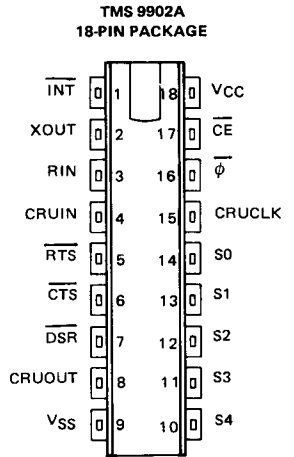 TMS 9902A
18-PIN PACKAGE
INT 1 18 VCC
XOUT 2 17 CE
RIN 3 16 ϕ
CRUIN 4 15 CRUCLK
RTS 5 14 S0
CTS 6 13 S1
DSR 7 12 S2
CRUOUT 8 11 S3
VSS 9 10 S4